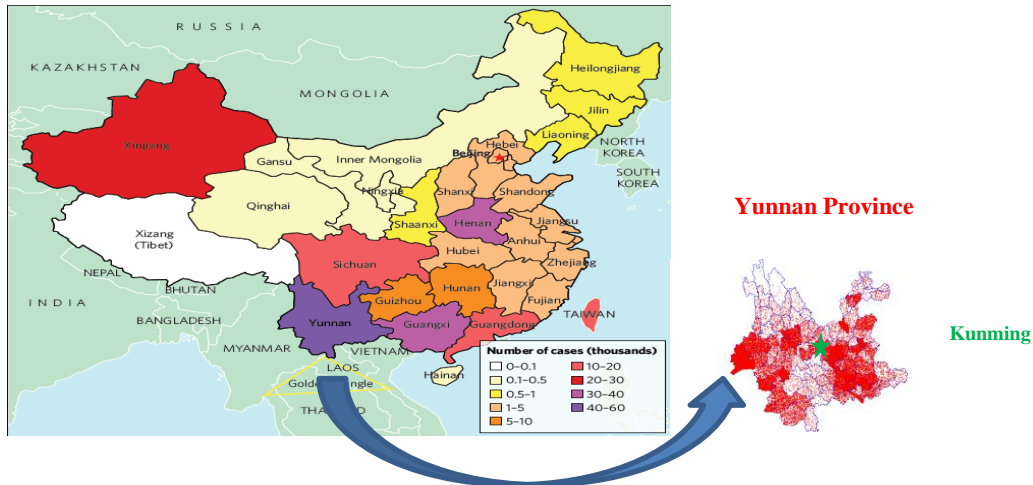 RUSSIA
KAZAKHSTAN
MONGOLIA
Heilongjiang
Jilin
Liaoning
NORTH
KOREA
SOUTH
KOREA
Xinjiang
Gansu
Inner Mongolia
Hebei
Beijing
Ningxia
Shanxi
Shandong
Qinghai
Shaanxi
Henan
Jiangsu
Xizang
(Tibet)
Anhui
Hubei
Zhejiang
Sichuan
NEPAL
BHUTAN
INDIA
Hunan
Jiangxi
Guizhou
Fujian
BANGLADESH
Yunnan
Guangxi
Guangdong
TAIWAN
MYANMAR
VIETNAM
LAOS
Hainan
Number of cases (thousands)
0–0.1
0.1–0.5
0.5–1
1–5
5–10
10–20
20–30
30–40
40–60
Yunnan Province
Kunming